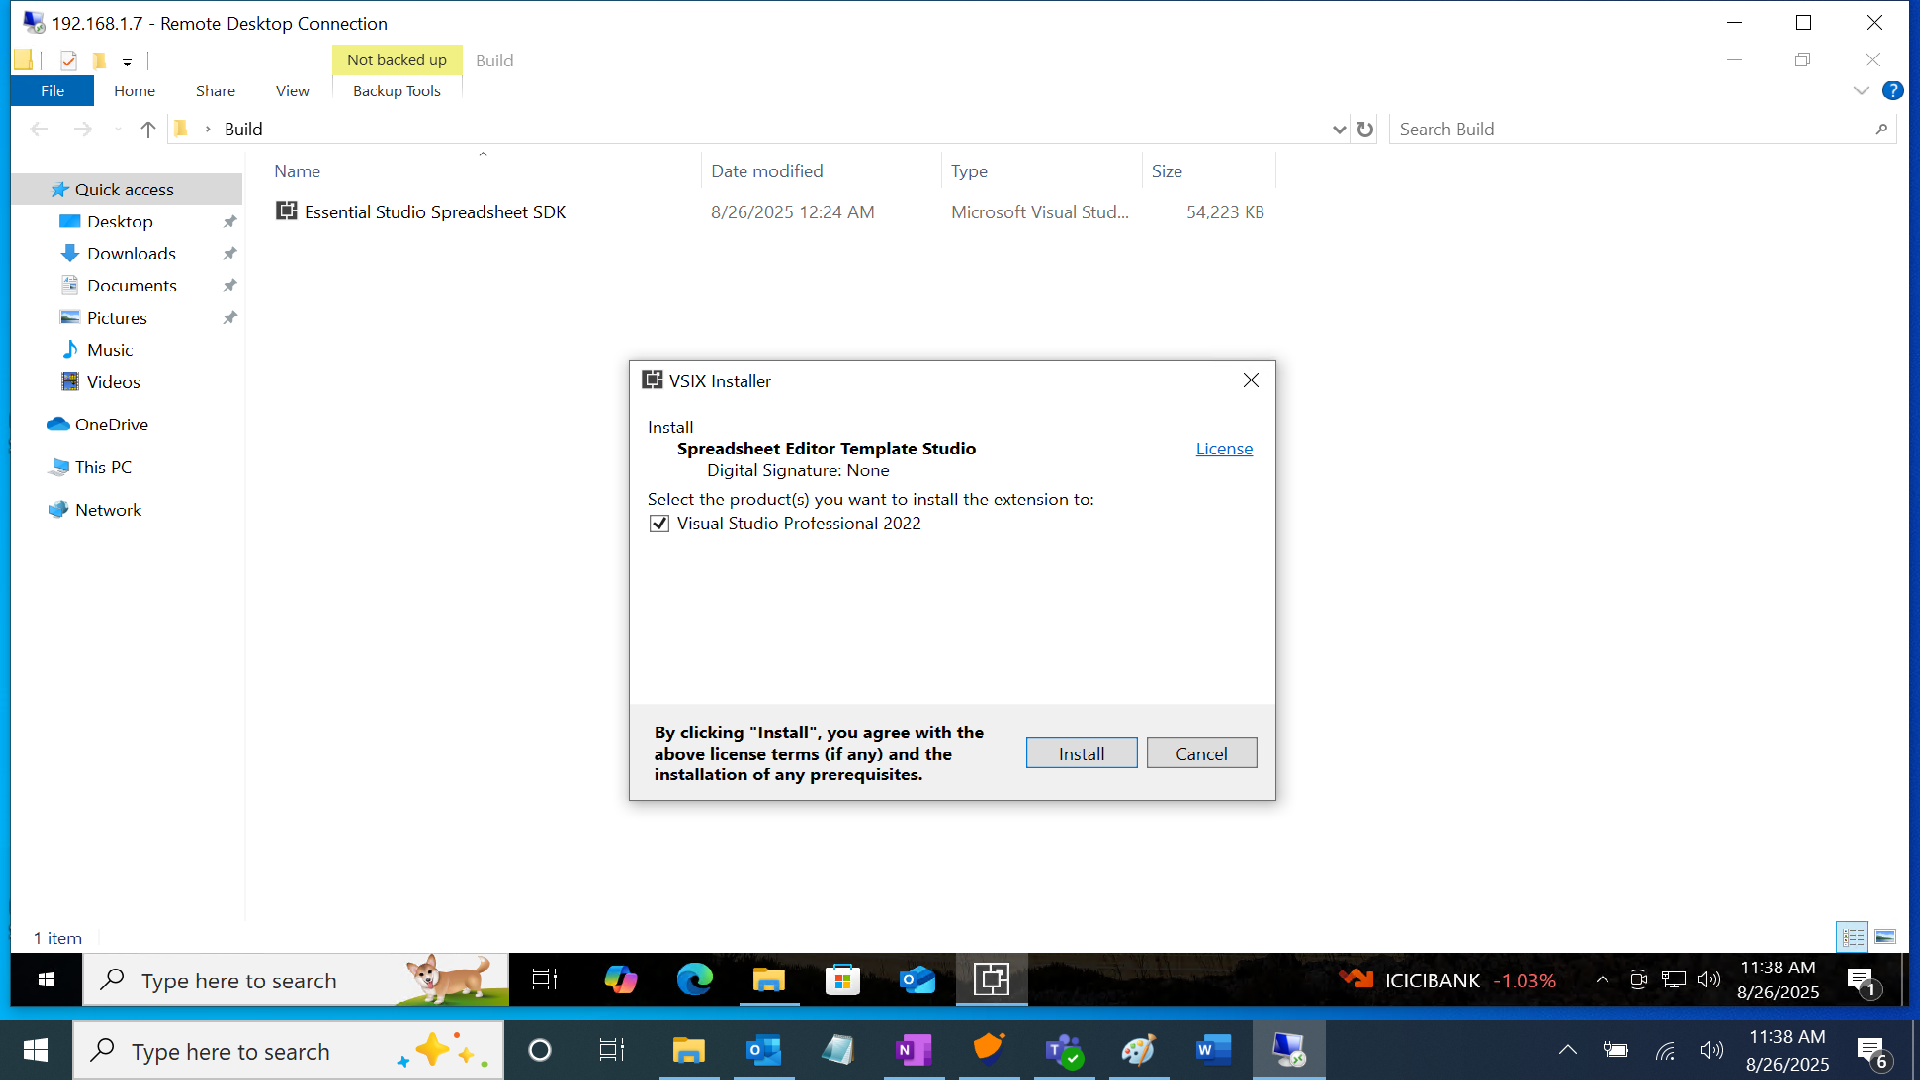 192.168.1.7 - Remote Desktop Connection
Not backed up
Build
File
Home
Share
View
Backup Tools
Build
Search Build
Name
Date modified
Type
Size
Quick access
Essential Studio Spreadsheet SDK
8/26/2025 12:24 AM
Microsoft Visual Stud...
54,223 KB
Desktop
Downloads
Documents
Pictures
Music
Videos
OneDrive
This PC
Network
VSIX Installer
Install
Spreadsheet Editor Template Studio
License
Digital Signature: None
Select the product(s) you want to install the extension to:
Visual Studio Professional 2022
By clicking "Install", you agree with the
above license terms (if any) and the
installation of any prerequisites.
Install
Cancel
1 item
Type here to search
ICICIBANK -1.03%
11:38 AM
8/26/2025
1
Type here to search
11:38 AM
8/26/2025
6